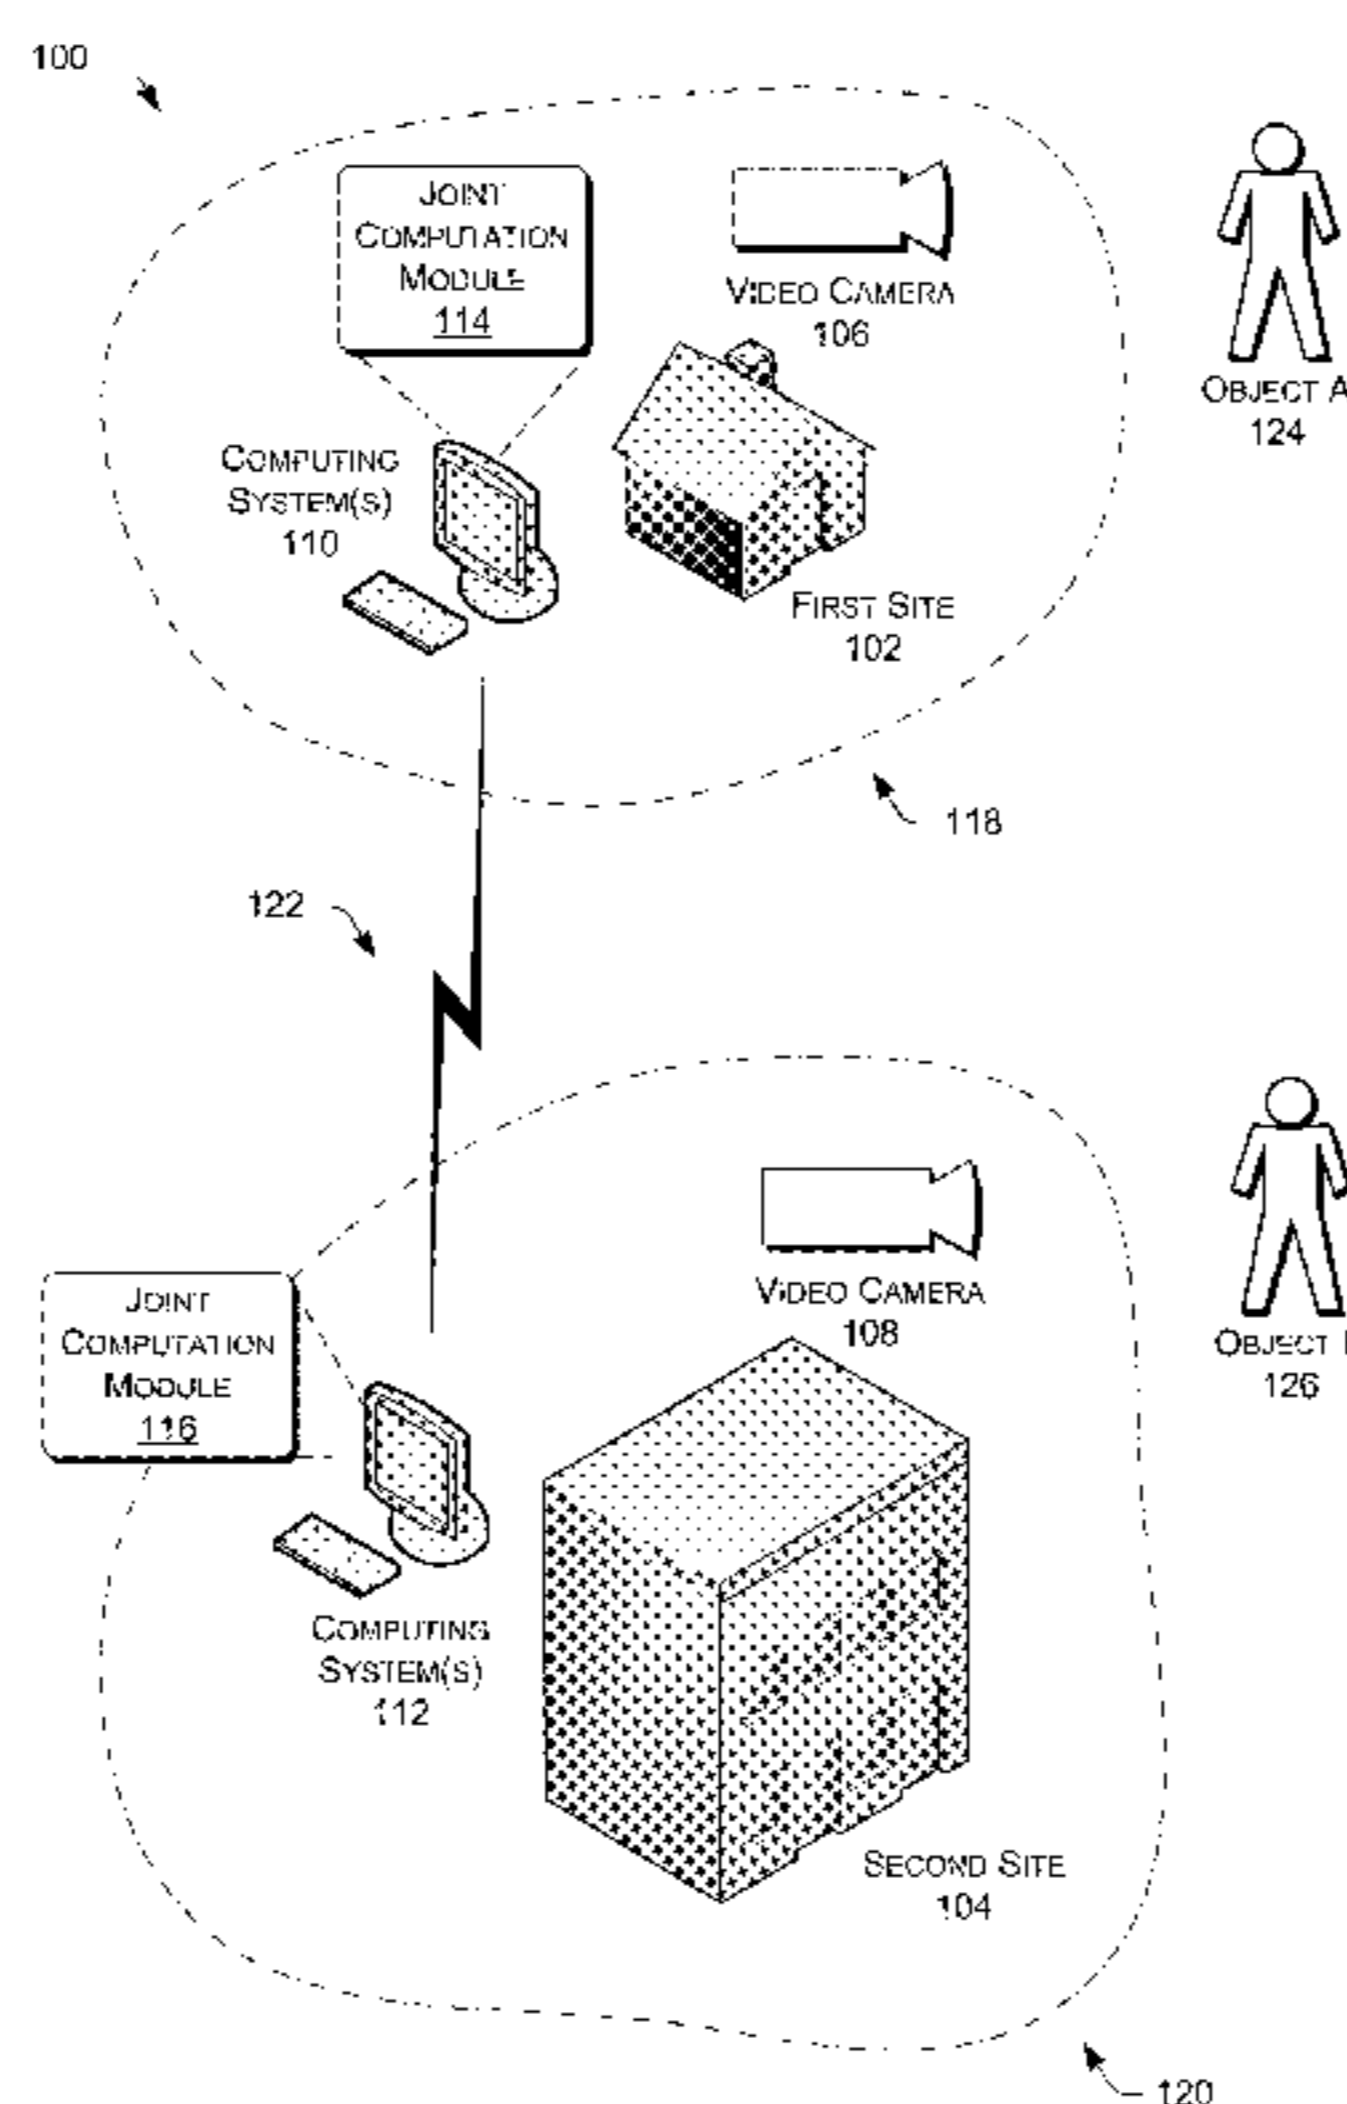 100
JOINT
COMPUTATION
MODULE
114
VIDEO CAMERA
106
OBJECT A
124
COMPUTING
SYSTEM(S)
110
FIRST SITE
102
118
122
JOINT
COMPUTATION
MODULE
116
VIDEO CAMERA
108
OBJECT
126
COMPUTING
SYSTEM(S)
112
SECOND SITE
104
120